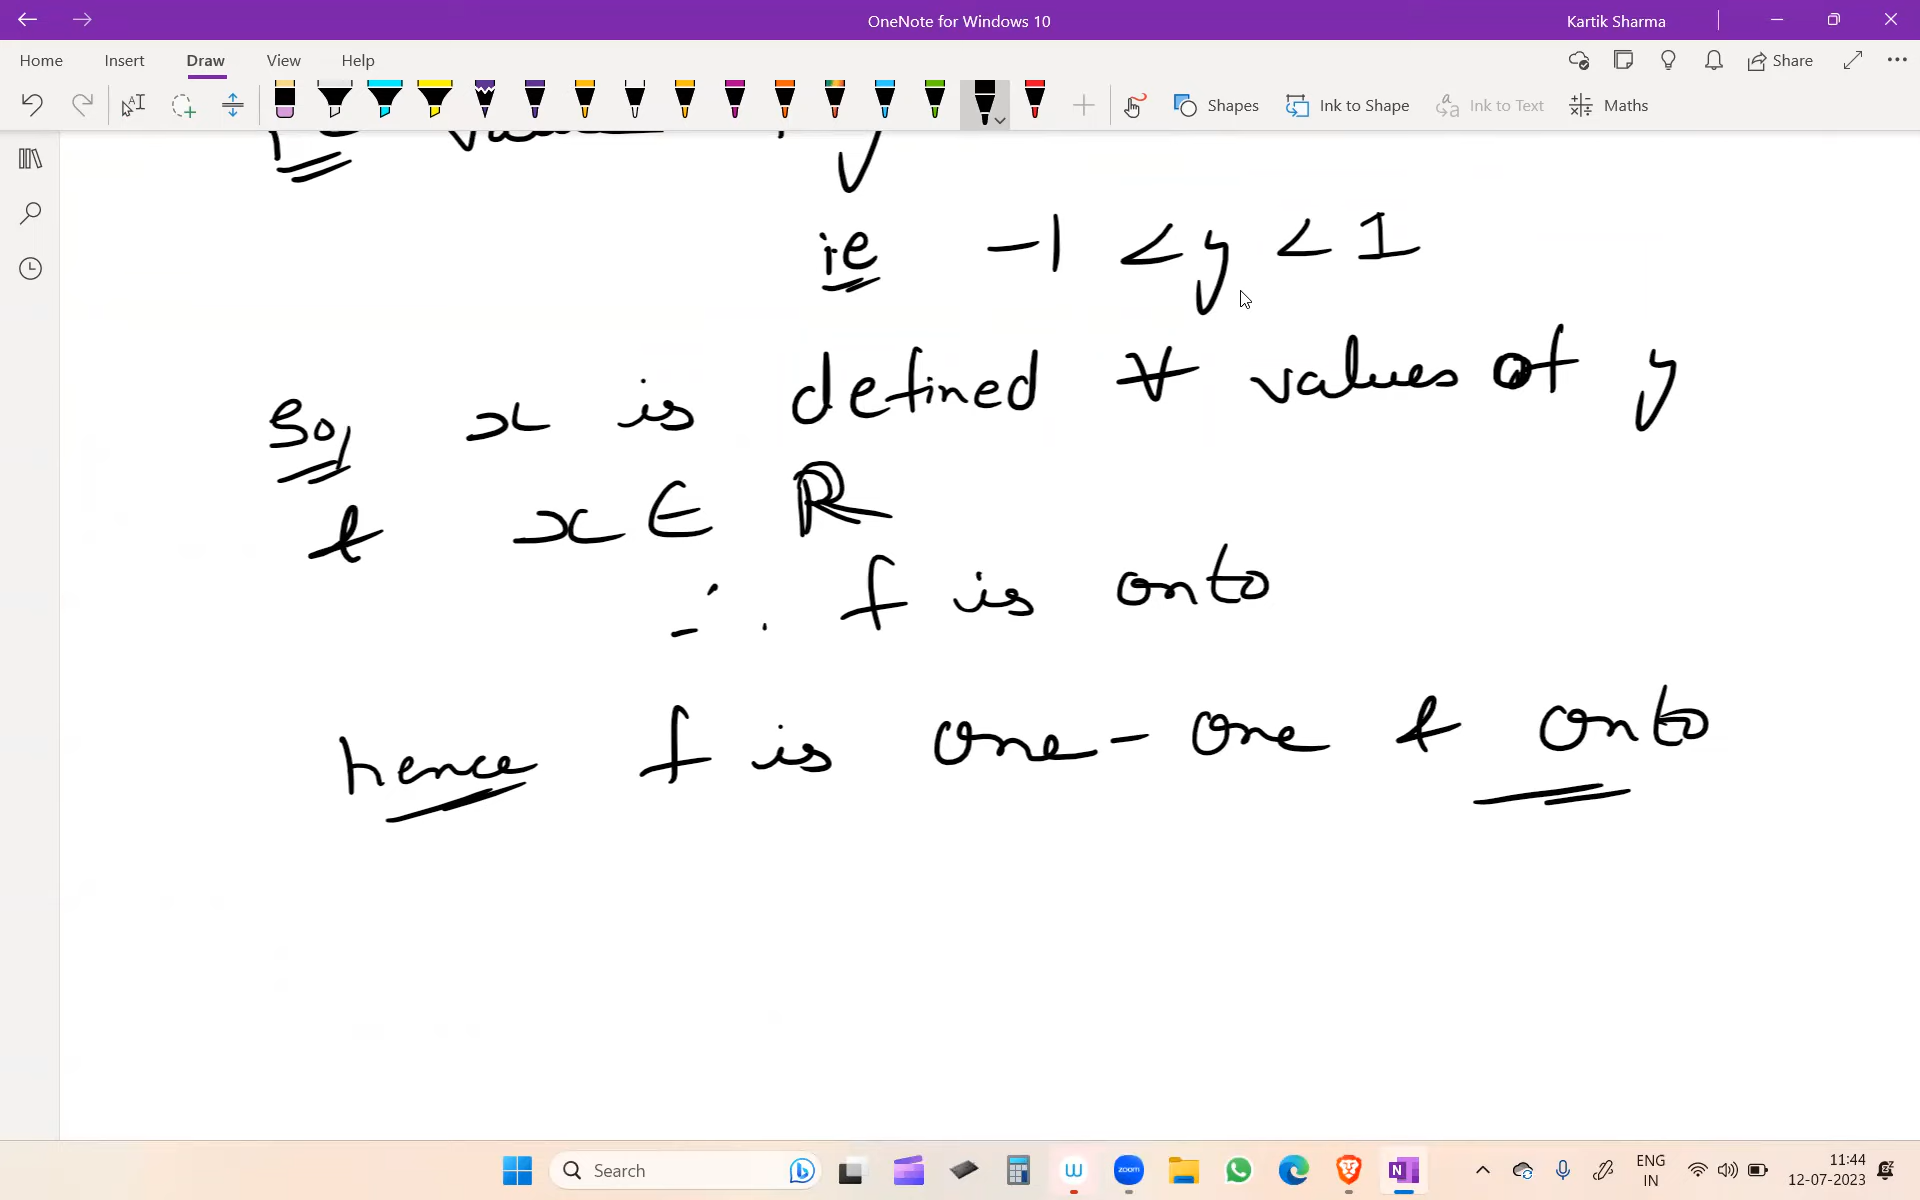 OneNote for Windows 10
Kartik Sharma
Home Insert Draw View Help
Share
Shapes Ink to Shape Ink to Text Maths
y
ie -1 < y < 1
So, x is defined ∀ values of y
& x ∈ R
∴ f is onto
hence f is one-one & onto
Search
zoom
ENG
IN
11:44
12-07-2023